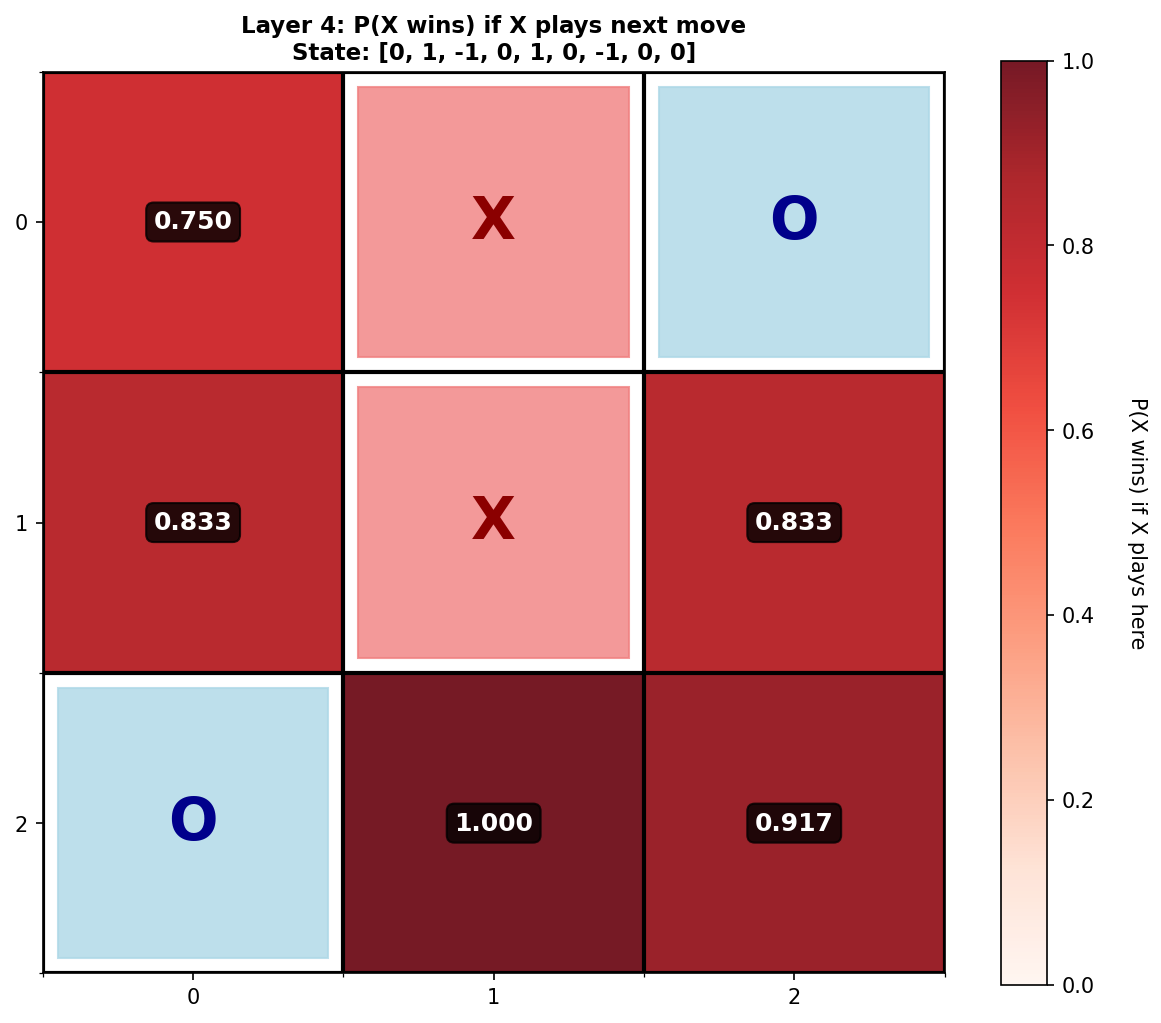 Layer 4: P(X wins) if X plays next move
State: [0, 1, -1, 0, 1, 0, -1, 0, 0]
0
0.750
X
O
1
0.833
X
0.833
2
O
1.000
0.917
0
1
2
1.0
0.8
0.6
0.4
0.2
0.0
P(X wins) if X plays here